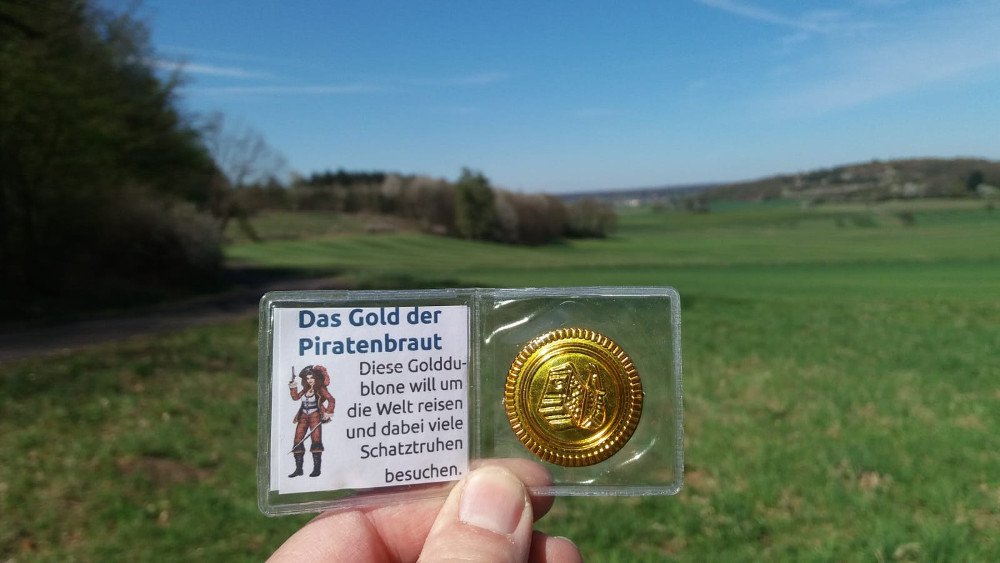 Das Gold der
Piratenbraut
Diese Golddu-
blone will um
die Welt reisen
und dabei viele
Schatztruhen
besuchen.